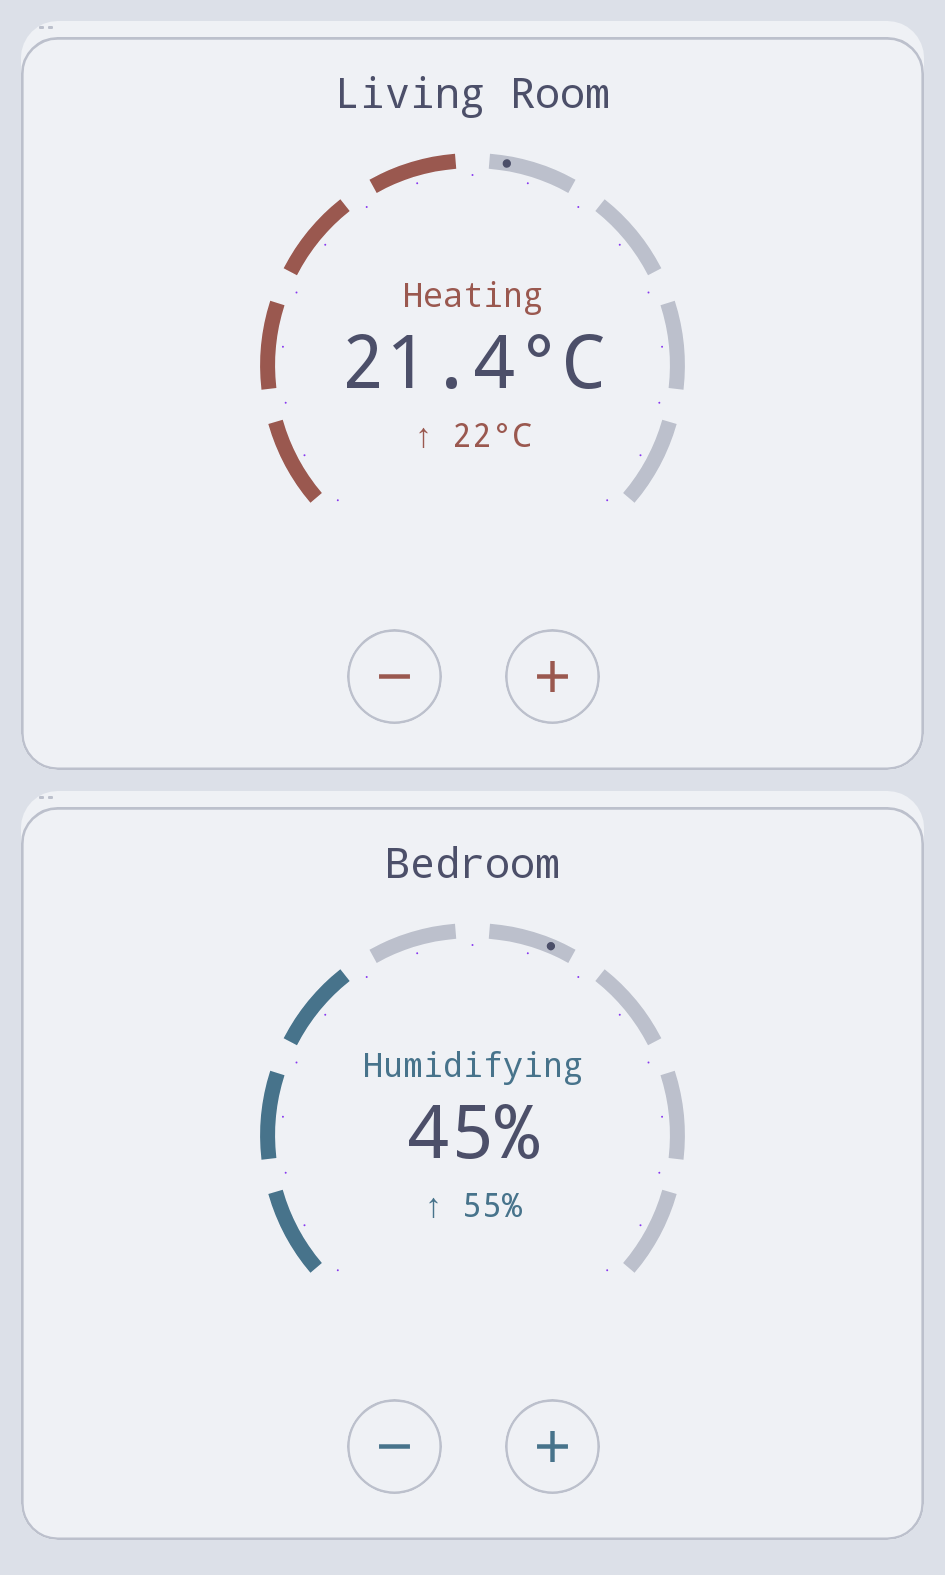 Living Room
Heating
21.4°C
↑ 22°C
Bedroom
Humidifying
45%
↑ 55%